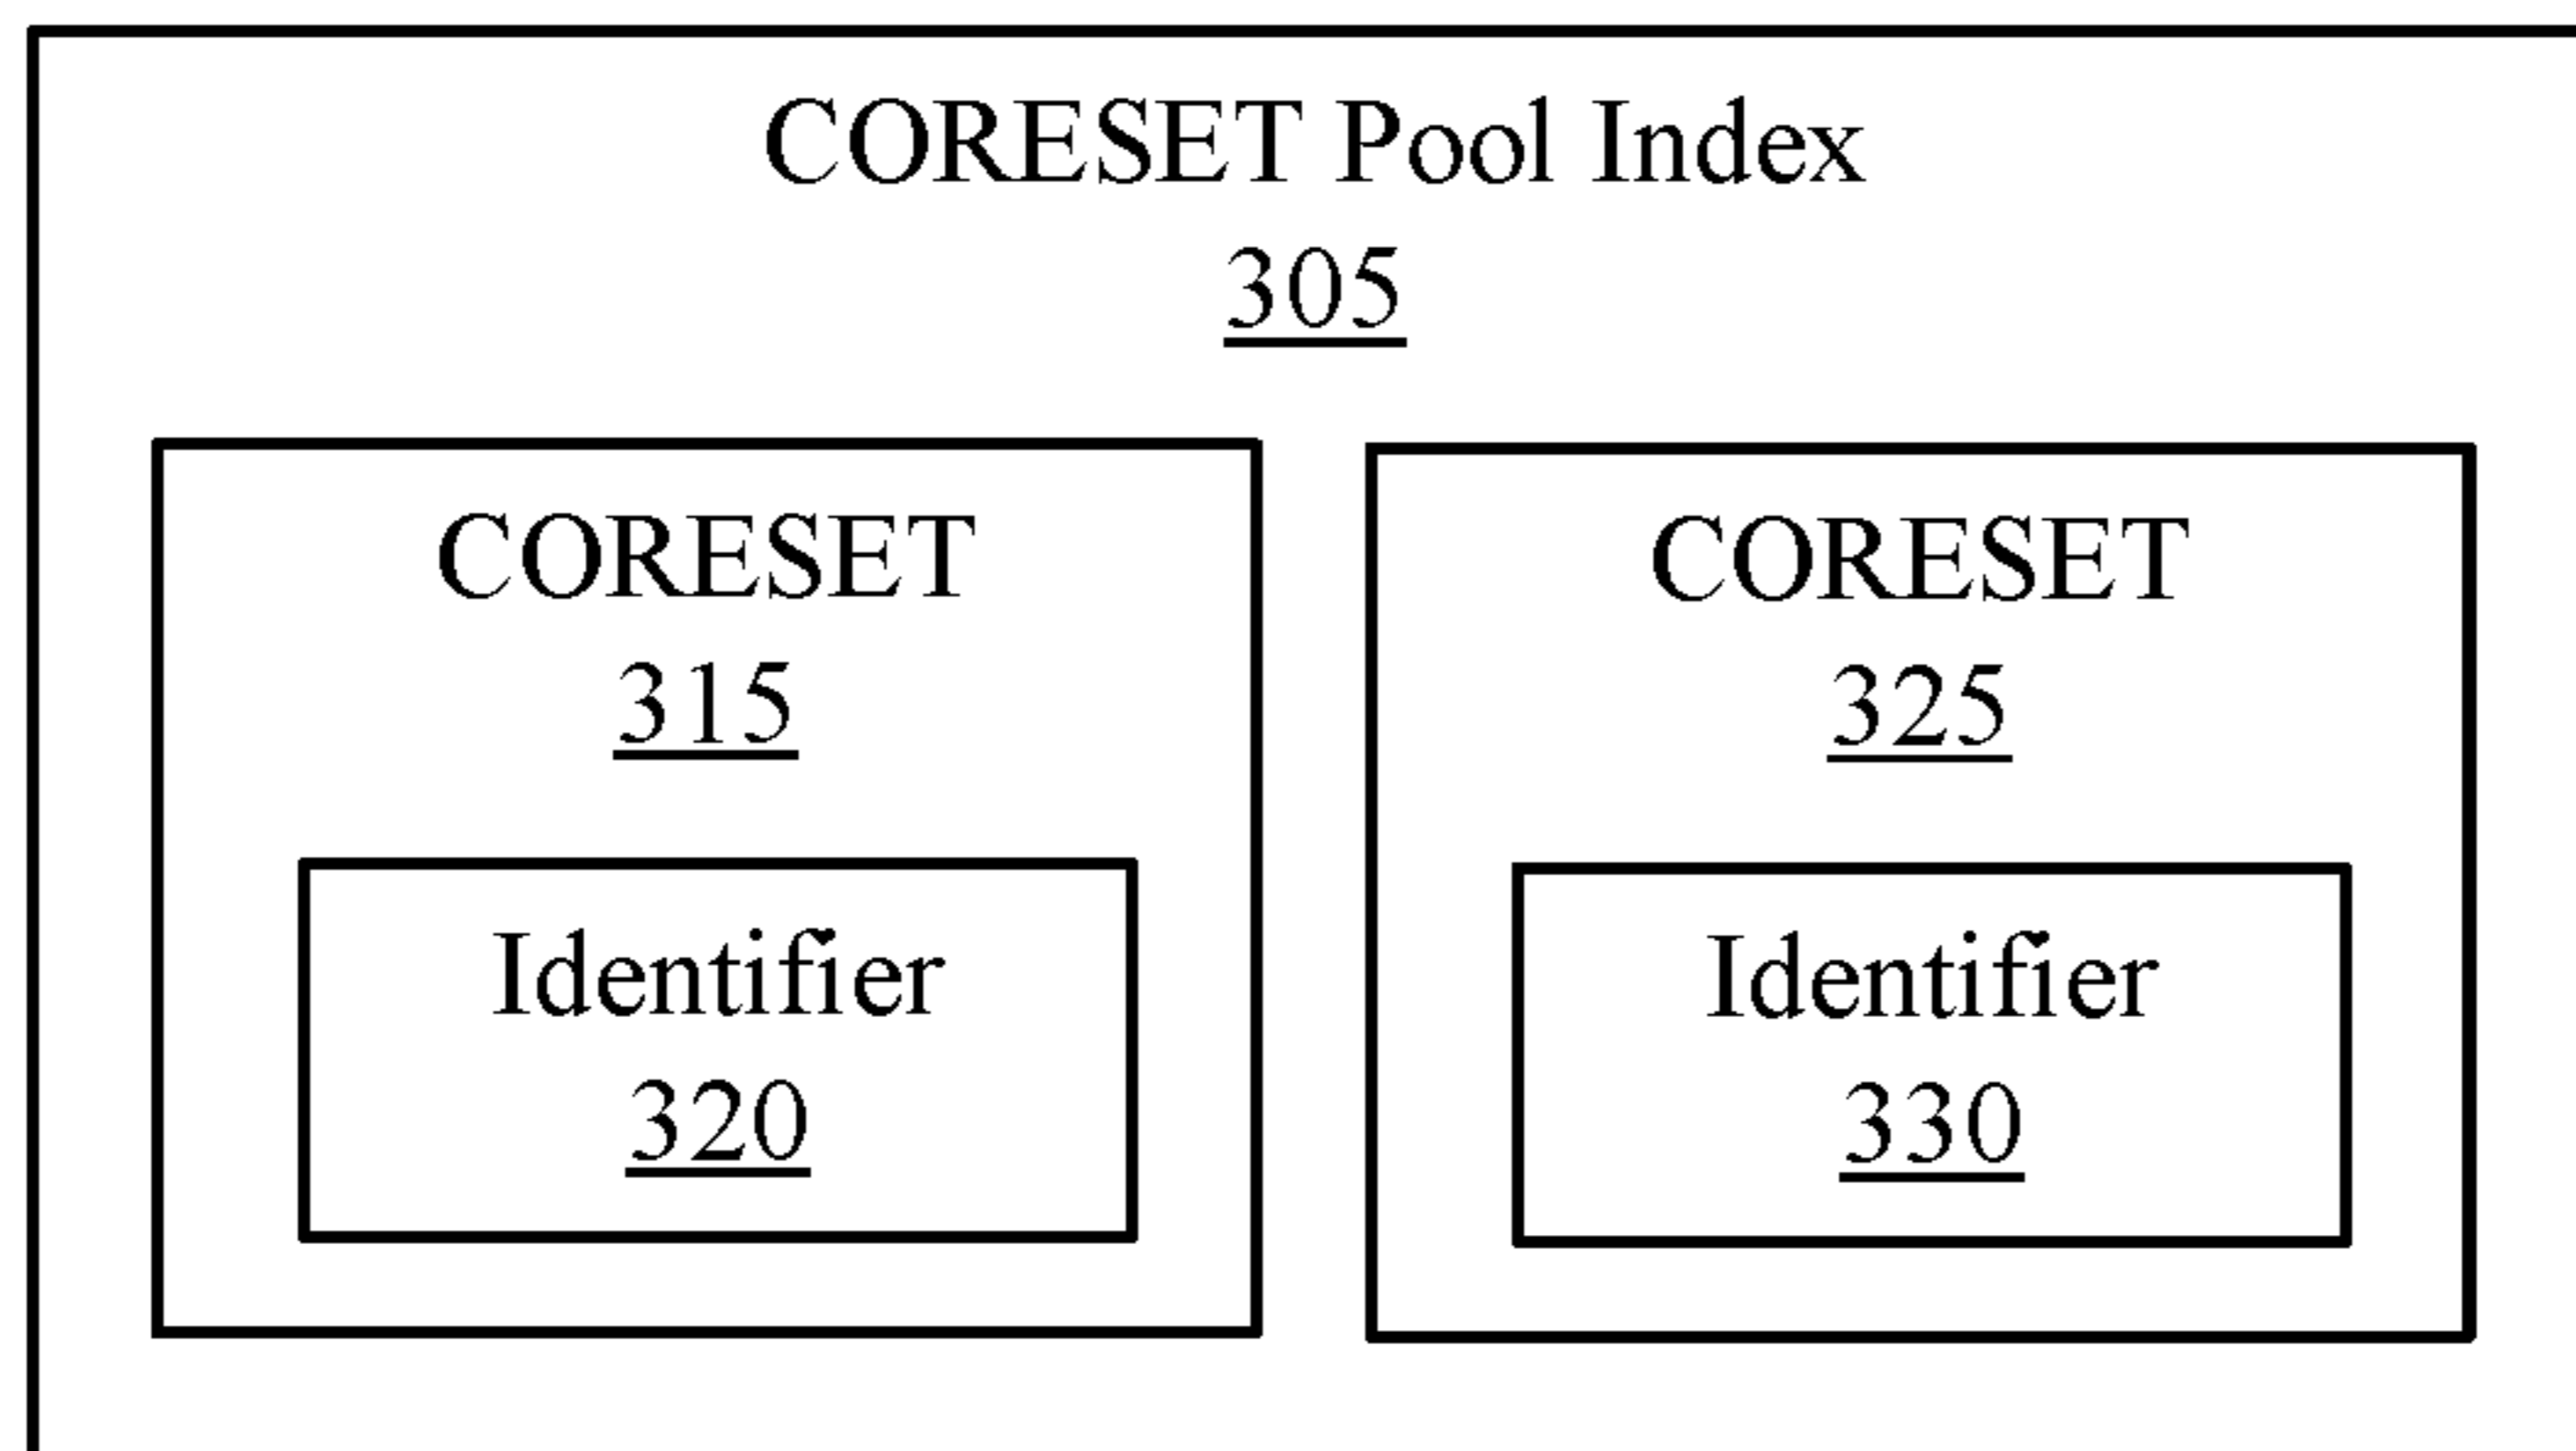 CORESET Pool Index
305
CORESET
315
Identifier
320
CORESET
325
Identifier
330